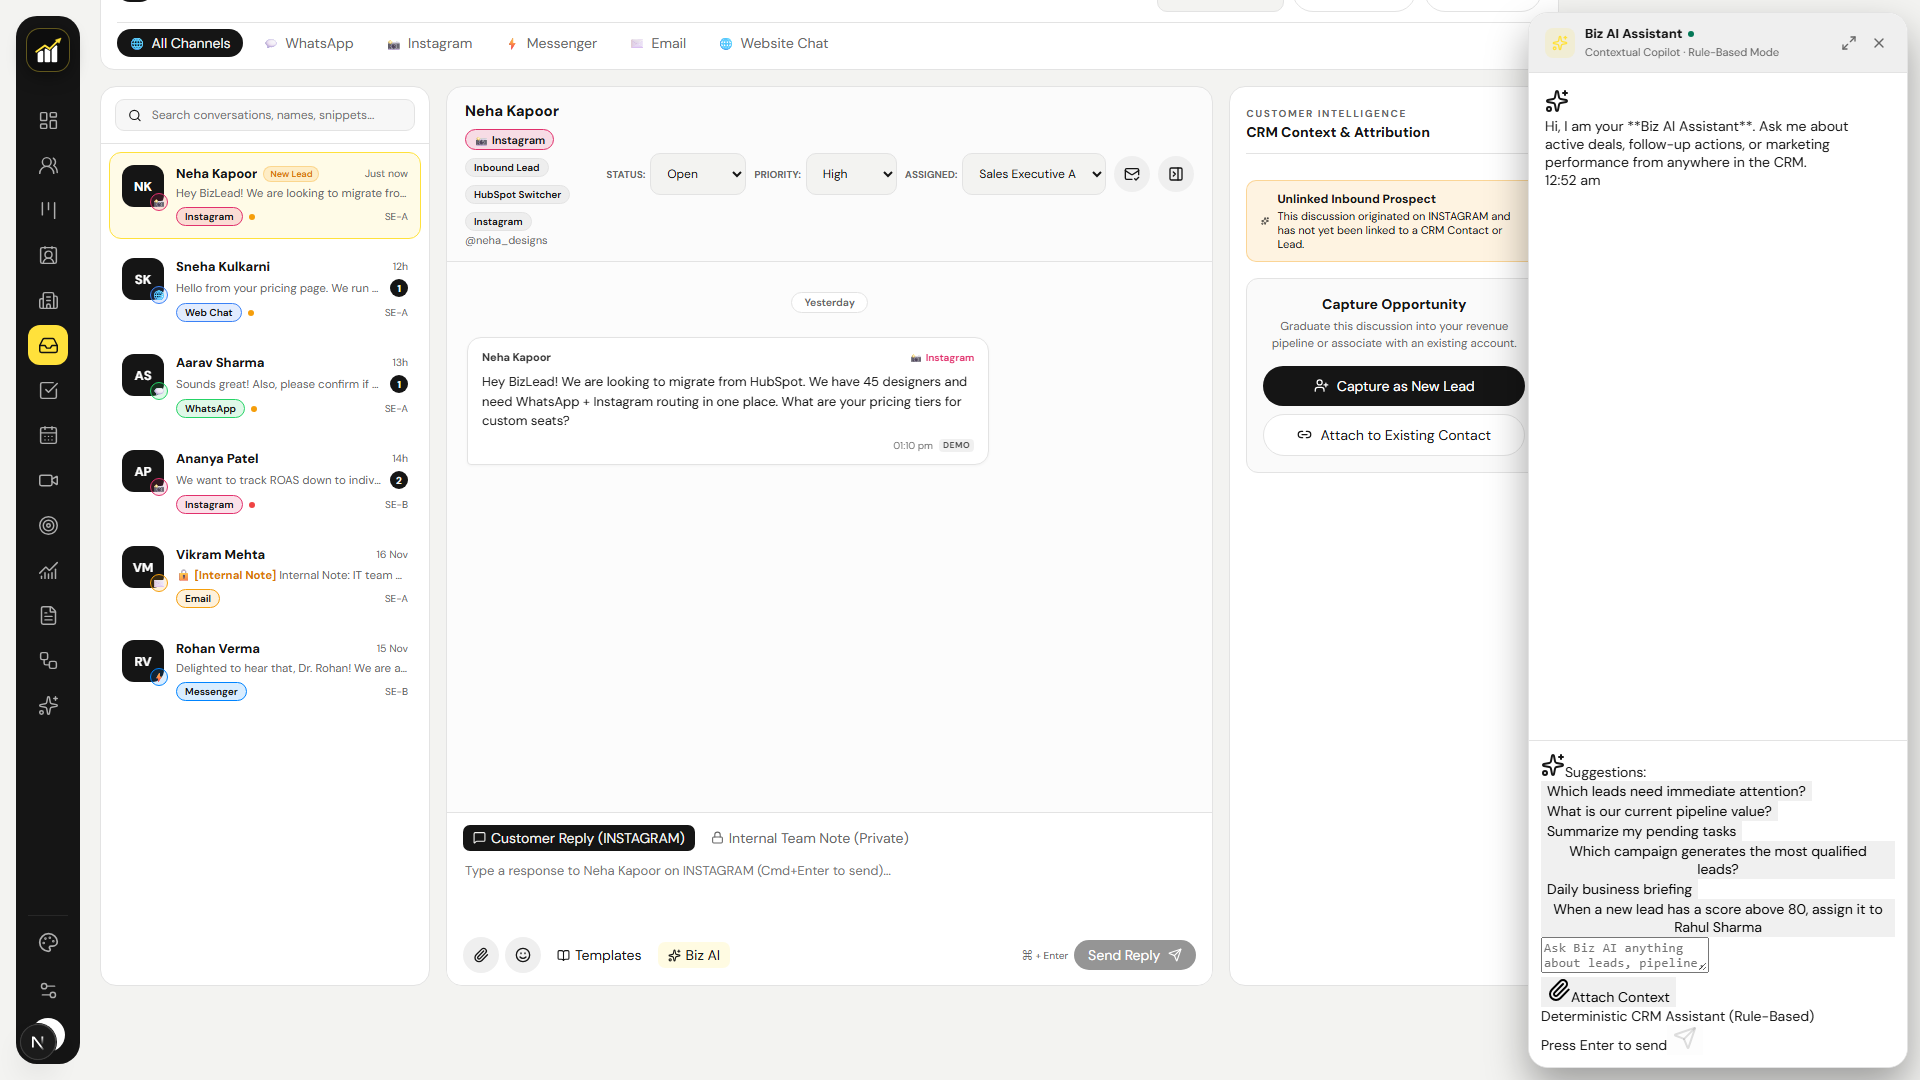 All Channels
WhatsApp
Instagram
Messenger
Email
Website Chat
Search conversations, names, snippets...
NK
Neha Kapoor
New Lead
Just now
Hey BizLead! We are looking to migrate fro...
Instagram
SE-A
SK
Sneha Kulkarni
12h
Hello from your pricing page. We run ...
1
Web Chat
SE-A
AS
Aarav Sharma
13h
Sounds great! Also, please confirm if ...
1
WhatsApp
SE-A
AP
Ananya Patel
14h
We want to track ROAS down to indiv...
2
Instagram
SE-B
VM
Vikram Mehta
16 Nov
[Internal Note] Internal Note: IT team ...
Email
SE-A
RV
Rohan Verma
15 Nov
Delighted to hear that, Dr. Rohan! We are a...
Messenger
SE-B
N
Neha Kapoor
Instagram
Inbound Lead
HubSpot Switcher
Instagram
@neha_designs
STATUS:
Open
PRIORITY:
High
ASSIGNED:
Sales Executive A
Yesterday
Neha Kapoor
Instagram
Hey BizLead! We are looking to migrate from HubSpot. We have 45 designers and
need WhatsApp + Instagram routing in one place. What are your pricing tiers for
custom seats?
01:10 pm
DEMO
Customer Reply (INSTAGRAM)
Internal Team Note (Private)
Type a response to Neha Kapoor on INSTAGRAM (Cmd+Enter to send)...
Templates
Biz AI
⌘ + Enter
Send Reply
CUSTOMER INTELLIGENCE
CRM Context & Attribution
Unlinked Inbound Prospect
This discussion originated on INSTAGRAM and
has not yet been linked to a CRM Contact or
Lead.
Capture Opportunity
Graduate this discussion into your revenue
pipeline or associate with an existing account.
Capture as New Lead
Attach to Existing Contact
Biz AI Assistant
Contextual Copilot · Rule-Based Mode
Hi, I am your **Biz AI Assistant**. Ask me about
active deals, follow-up actions, or marketing
performance from anywhere in the CRM.
12:52 am
Suggestions:
Which leads need immediate attention?
What is our current pipeline value?
Summarize my pending tasks
Which campaign generates the most qualified
leads?
Daily business briefing
When a new lead has a score above 80, assign it to
Rahul Sharma
Ask Biz AI anything
about leads, pipeline,
Attach Context
Deterministic CRM Assistant (Rule-Based)
Press Enter to send